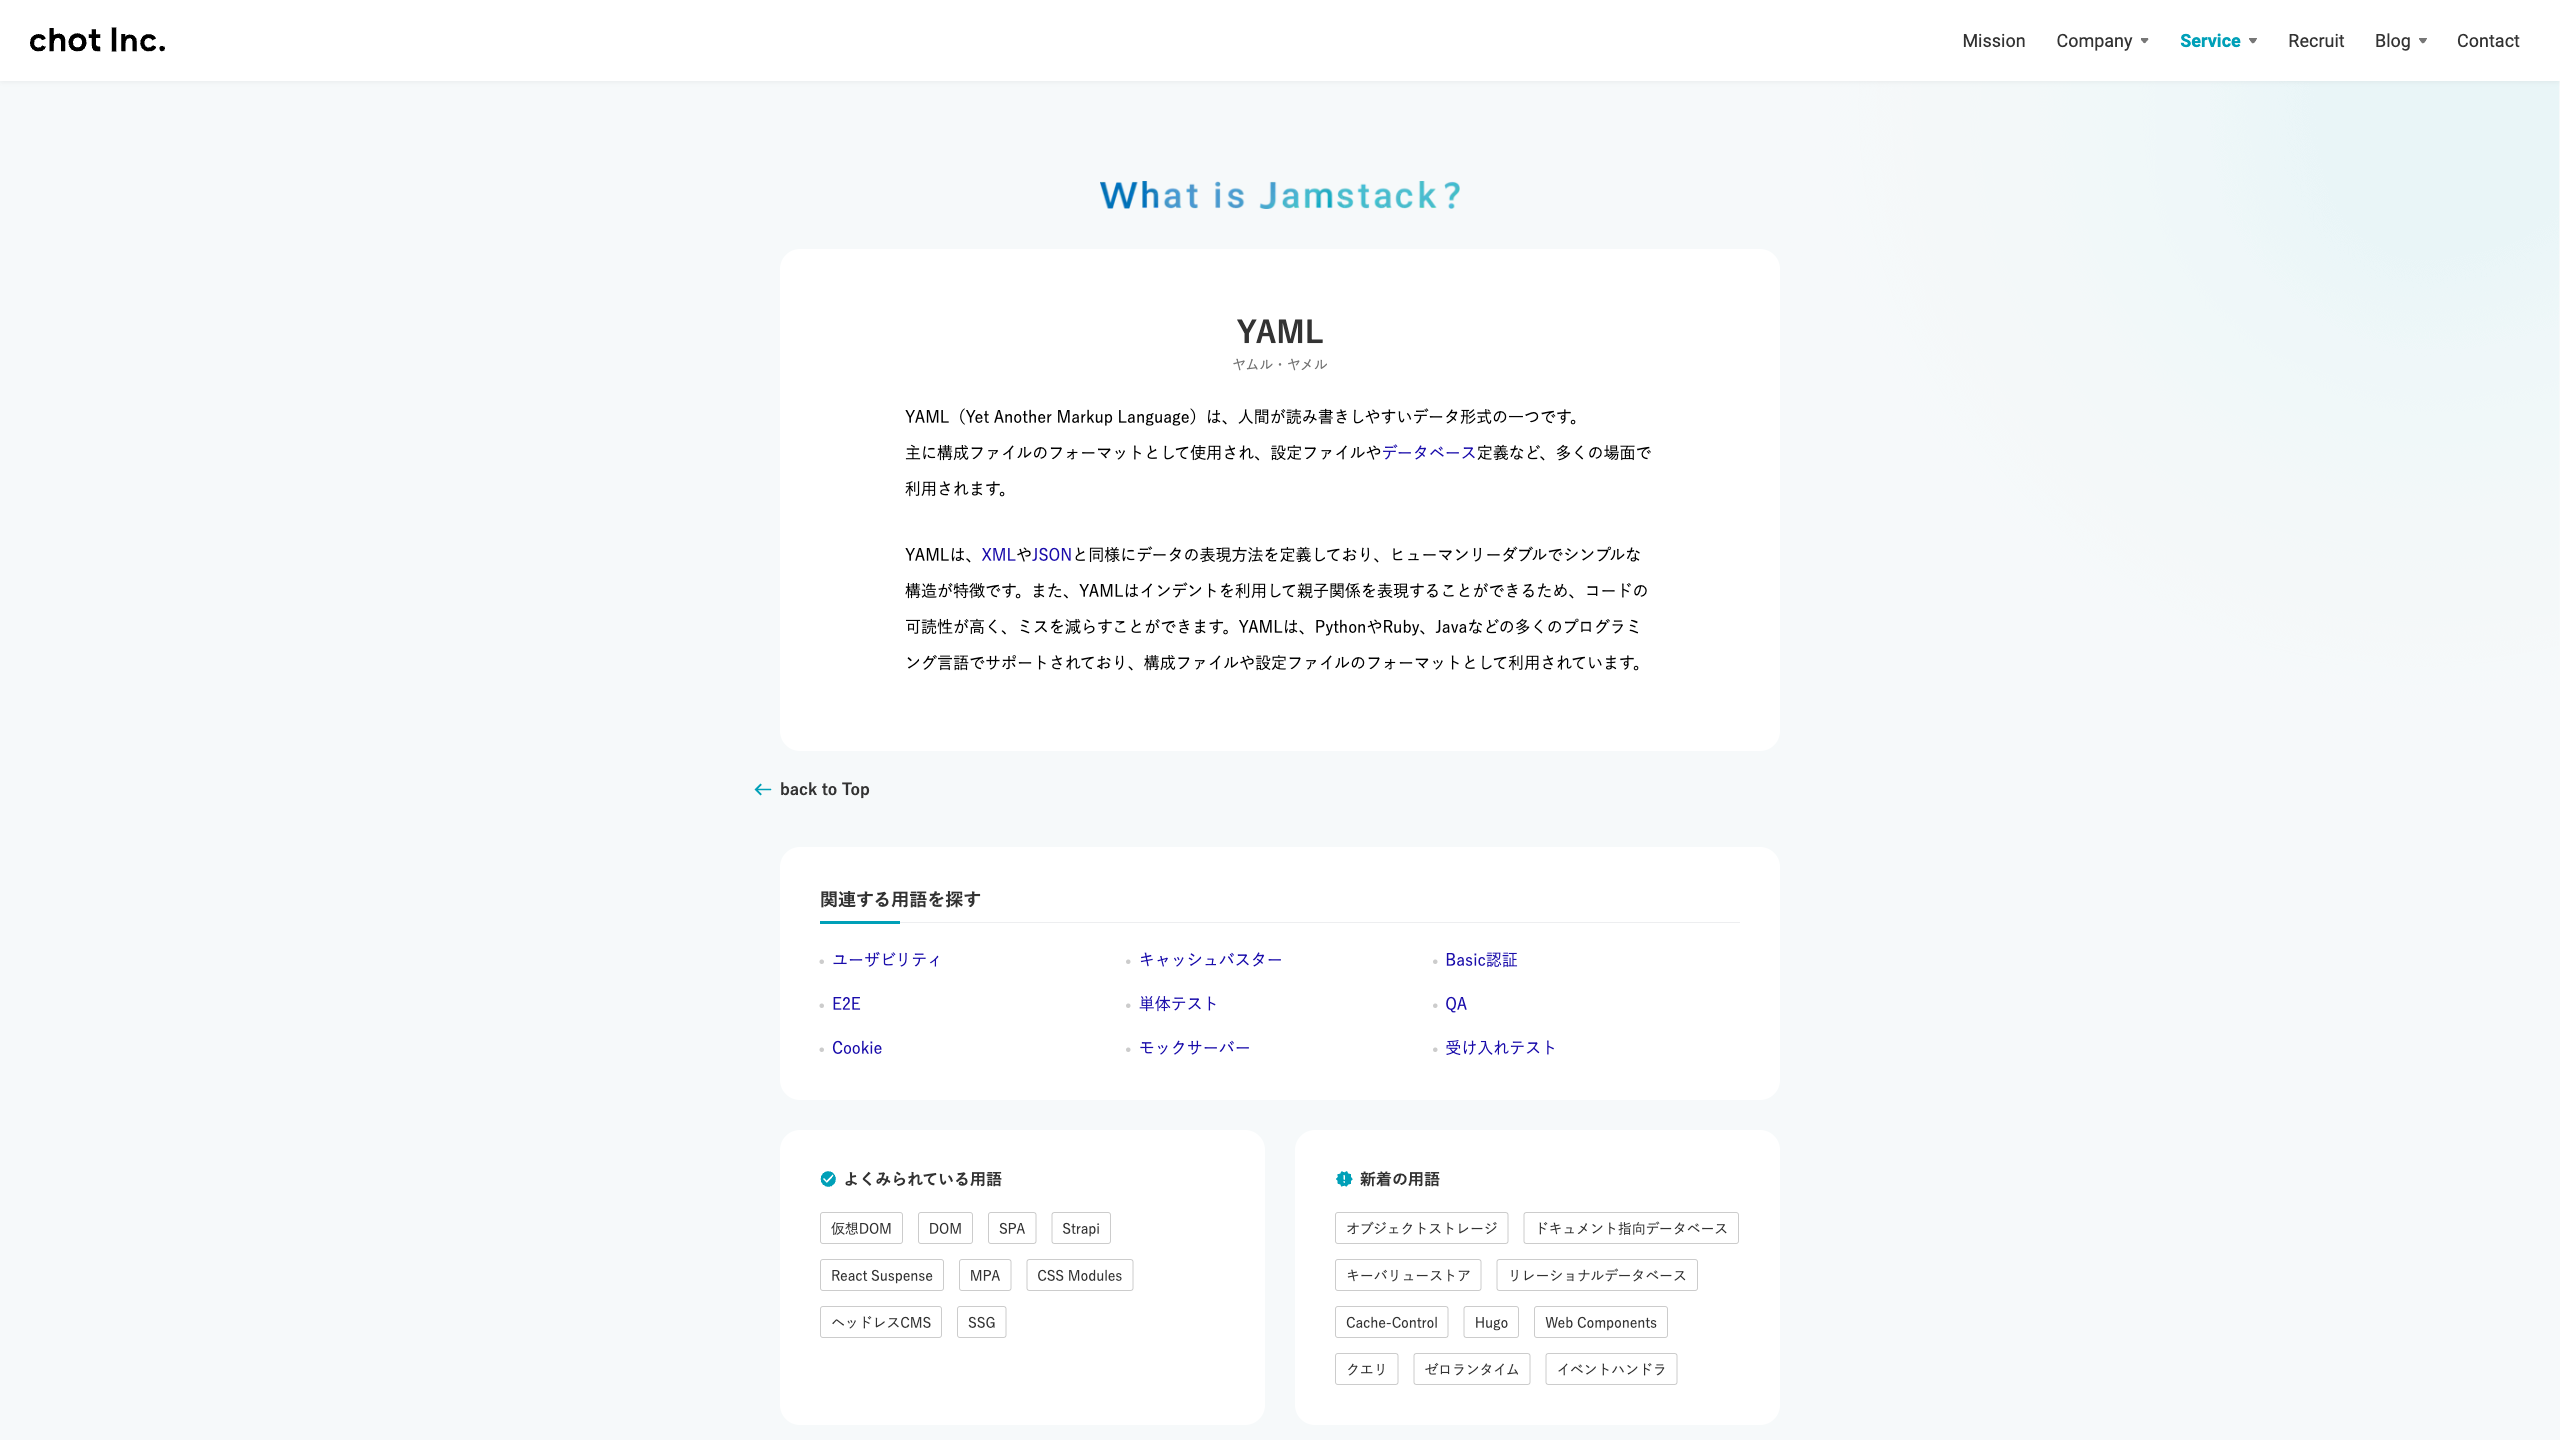 chot Inc.
Mission Company Service Recruit Blog Contact
What is Jamstack?
YAML
ヤムル・ヤメル
YAML（Yet Another Markup Language）は、人間が読み書きしやすいデータ形式の一つです。
主に構成ファイルのフォーマットとして使用され、設定ファイルやデータベース定義など、多くの場面で
利用されます。
YAMLは、XMLやJSONと同様にデータの表現方法を定義しており、ヒューマンリーダブルでシンプルな
構造が特徴です。また、YAMLはインデントを利用して親子関係を表現することができるため、コードの
可読性が高く、ミスを減らすことができます。YAMLは、PythonやRuby、Javaなどの多くのプログラミ
ング言語でサポートされており、構成ファイルや設定ファイルのフォーマットとして利用されています。
back to Top
関連する用語を探す
ユーザビリティ キャッシュバスター Basic認証
E2E 単体テスト QA
Cookie モックサーバー 受け入れテスト
よくみられている用語
仮想DOM DOM SPA Strapi
React Suspense MPA CSS Modules
ヘッドレスCMS SSG
新着の用語
オブジェクトストレージ ドキュメント指向データベース
キーバリューストア リレーショナルデータベース
Cache-Control Hugo Web Components
クエリ ゼロランタイム イベントハンドラ